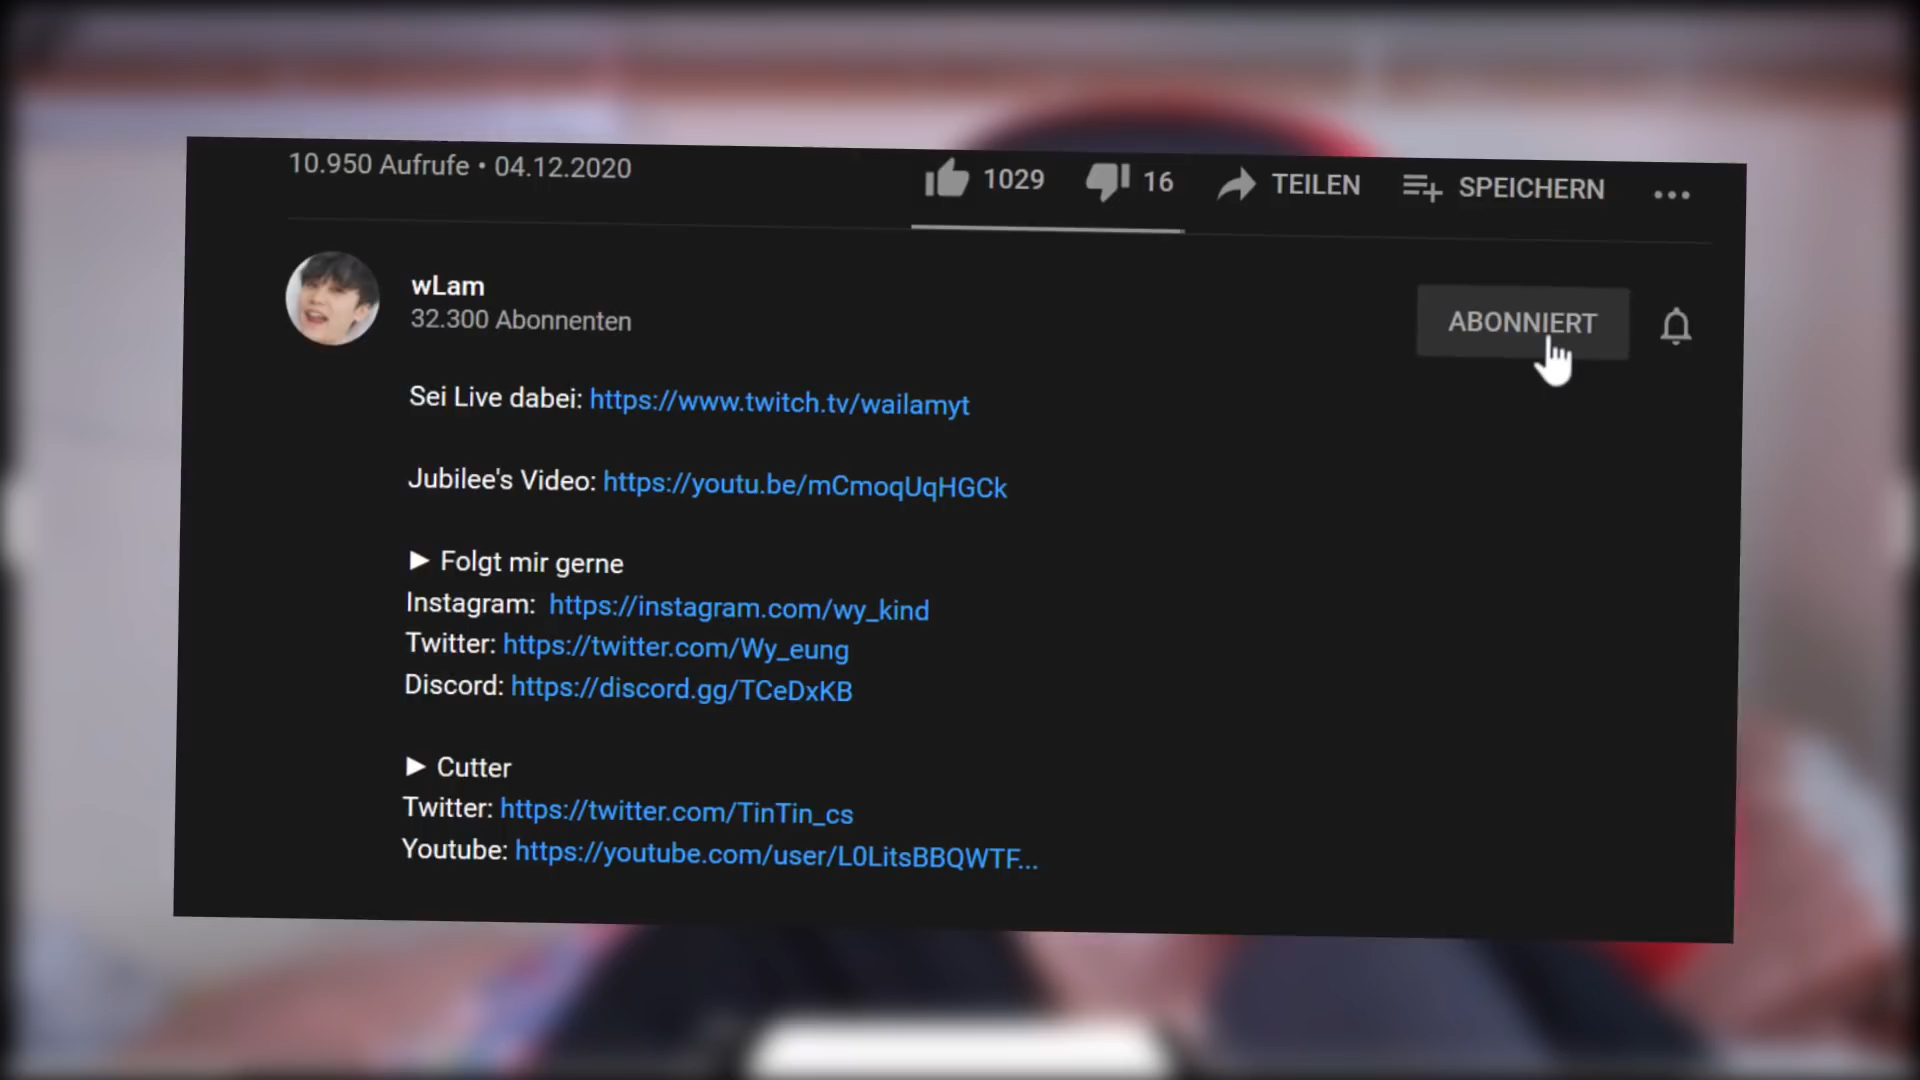 10.950 Aufrufe • 04.12.2020
1029 16 TEILEN SPEICHERN
wLam
32.300 Abonnenten
ABONNIERT
Sei Live dabei: https://www.twitch.tv/wailamyt
Jubilee's Video: https://youtu.be/mCmoqUqHGCk
► Folgt mir gerne
Instagram: https://instagram.com/wy_kind
Twitter: https://twitter.com/Wy_eung
Discord: https://discord.gg/TCeDxKB
► Cutter
Twitter: https://twitter.com/TinTin_cs
Youtube: https://youtube.com/user/L0LitsBBQWTF...